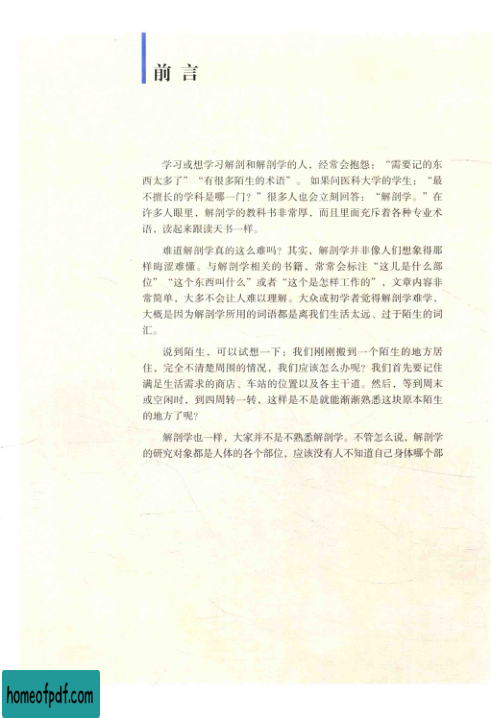 前言
学习或想学习解剖和解剖学的人，经常会抱怨：“需要记的东
西太多了”“有很多陌生的术语”。如果问医科大学的学生：“最
不擅长的学科是哪一门？”很多人也会立刻回答：“解剖学。”在
许多人眼里，解剖学的教科书非常厚，而且里面充斥着各种专业术
语，读起来跟读天书一样。
难道解剖学真的这么难吗？其实，解剖学并非像人们想象得那
样晦涩难懂。与解剖学相关的书籍，常常会标注“这儿是什么部
位”“这个东西叫什么”或者“这个是怎样工作的”，文章内容非
常简单，大多不会让人难以理解。大众或初学者觉得解剖学难学，
大概是因为解剖学所用的词语都是离我们生活太远、过于陌生的词
汇。
说到陌生，可以试想一下：我们刚刚搬到一个陌生的地方居
住，完全不清楚周围的情况，我们应该怎么办呢？我们首先要记住
满足生活需求的商店、车站的位置以及各主干道。然后，等到周末
或空闲时，到四周转一转，这样是不是就能渐渐熟悉这块原本陌生
的地方了呢？
解剖学也一样，大家并不是不熟悉解剖学。不管怎么说，解剖学
的研究对象都是人体的各个部位，应该没有人不知道自己身体哪个部
homeofpdf.com